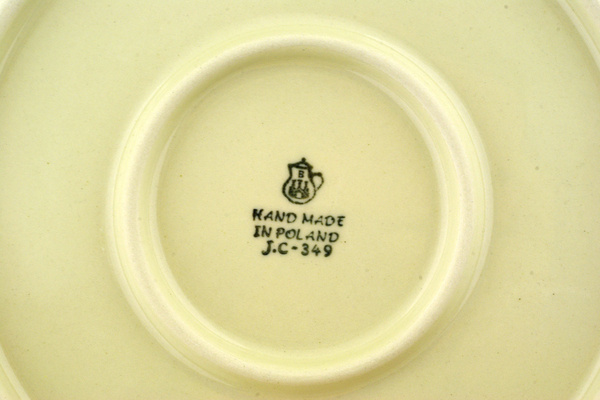 B
HAND MADE
IN POLAND
J.C-349